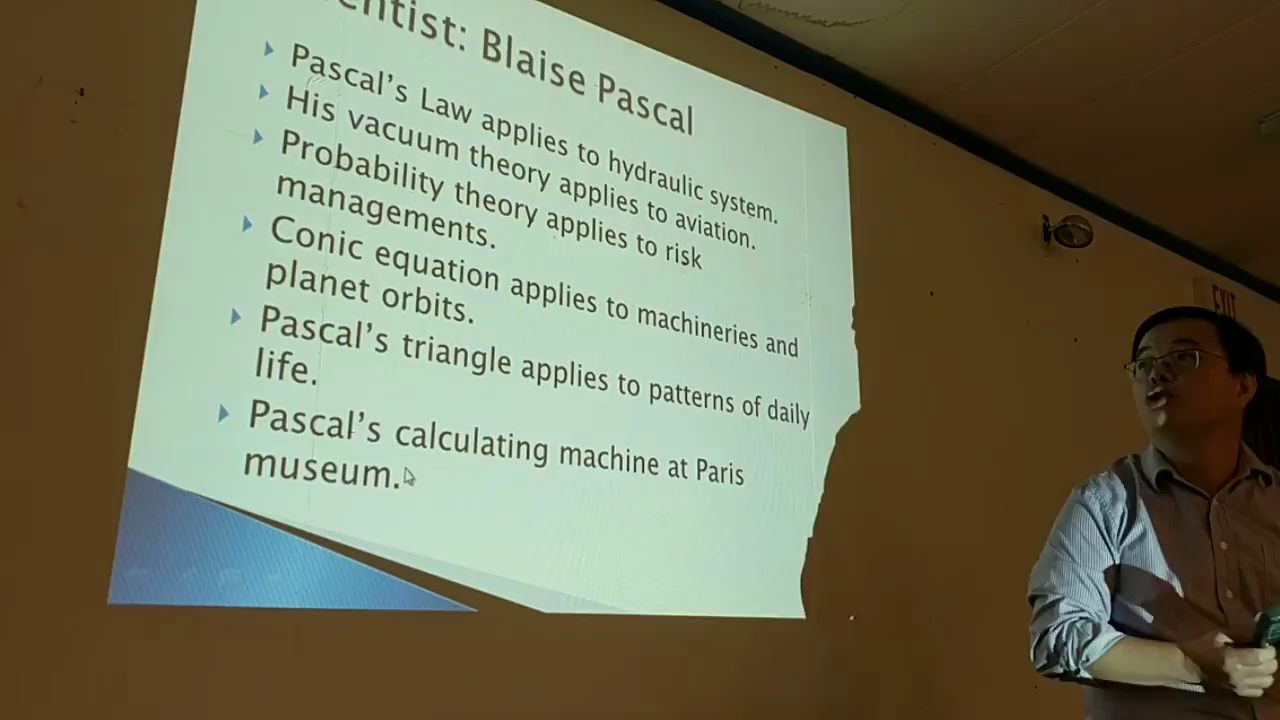 entist: Blaise Pascal
Pascal's Law applies to hydraulic system.
His vacuum theory applies to aviation.
Probability theory applies to risk
managements.
Conic equation applies to machineries and
planet orbits.
Pascal's triangle applies to patterns of daily
life.
Pascal's calculating machine at Paris
museum.
EXIT